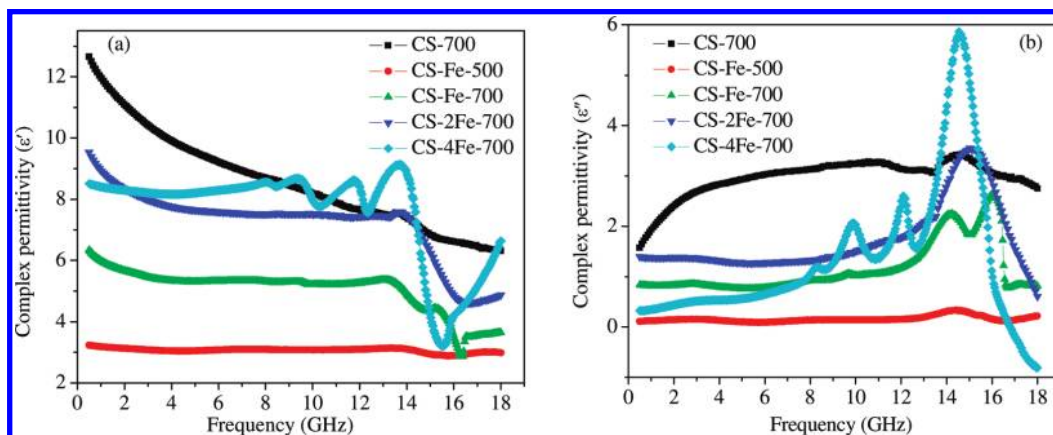 (a)
CS-700
CS-Fe-500
CS-Fe-700
CS-2Fe-700
CS-4Fe-700
Complex permittivity (ε′)
12
10
8
6
4
2
0 2 4 6 8 10 12 14 16 18
Frequency (GHz)
(b)
CS-700
CS-Fe-500
CS-Fe-700
CS-2Fe-700
CS-4Fe-700
Complex permittivity (ε″)
6
4
2
0
0 2 4 6 8 10 12 14 16 18
Frequency (GHz)